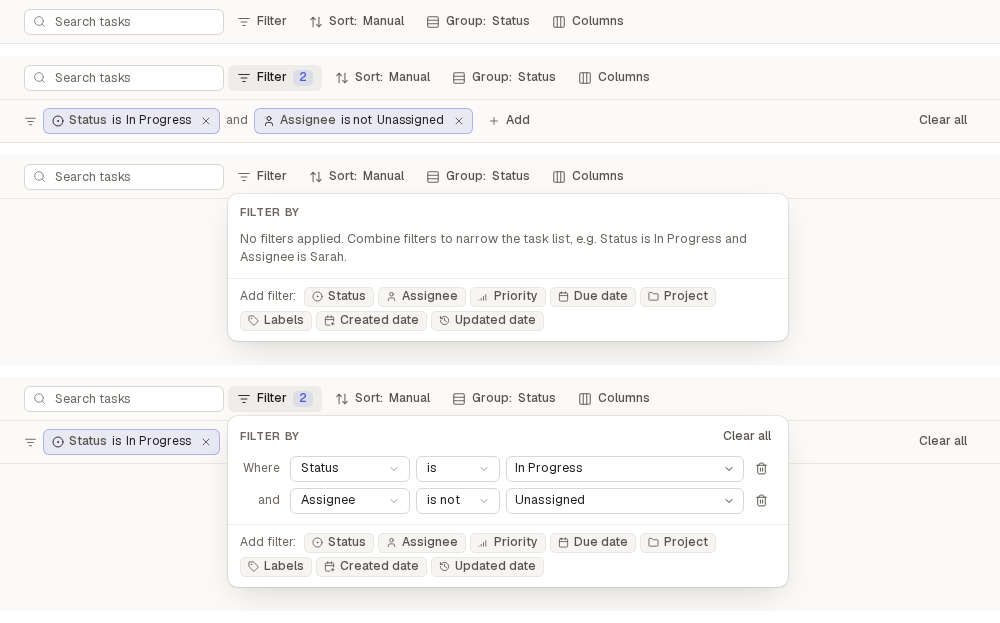 Search tasks Filter Sort: Manual Group: Status Columns
Search tasks Filter 2 Sort: Manual Group: Status Columns
Status is In Progress and Assignee is not Unassigned Add Clear all
Search tasks Filter Sort: Manual Group: Status Columns
FILTER BY
No filters applied. Combine filters to narrow the task list, e.g. Status is In Progress and
Assignee is Sarah.
Add filter: Status Assignee Priority Due date Project
Labels Created date Updated date
Search tasks Filter 2 Sort: Manual Group: Status Columns
FILTER BY Clear all
Status is In Progress Clear all
Where Status is In Progress
and Assignee is not Unassigned
Add filter: Status Assignee Priority Due date Project
Labels Created date Updated date